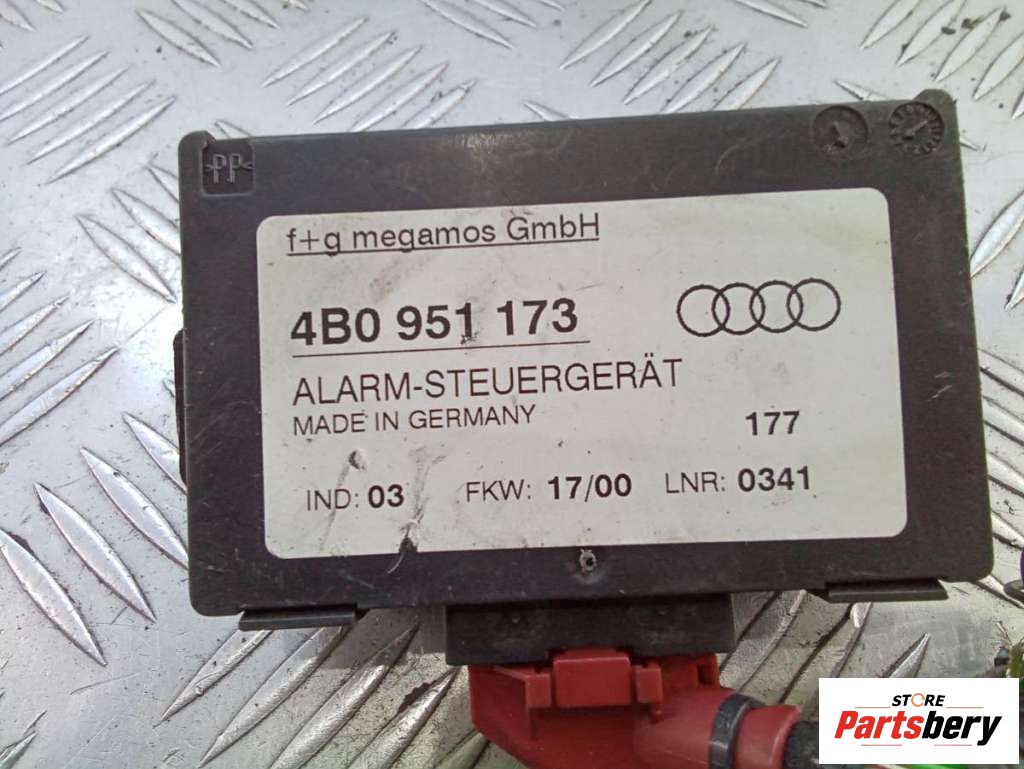 PP
f+g megamos GmbH
4B0 951 173
ALARM-STEUERGERÄT
MADE IN GERMANY
177
IND: 03 FKW: 17/00 LNR: 0341
STORE
Partsbery